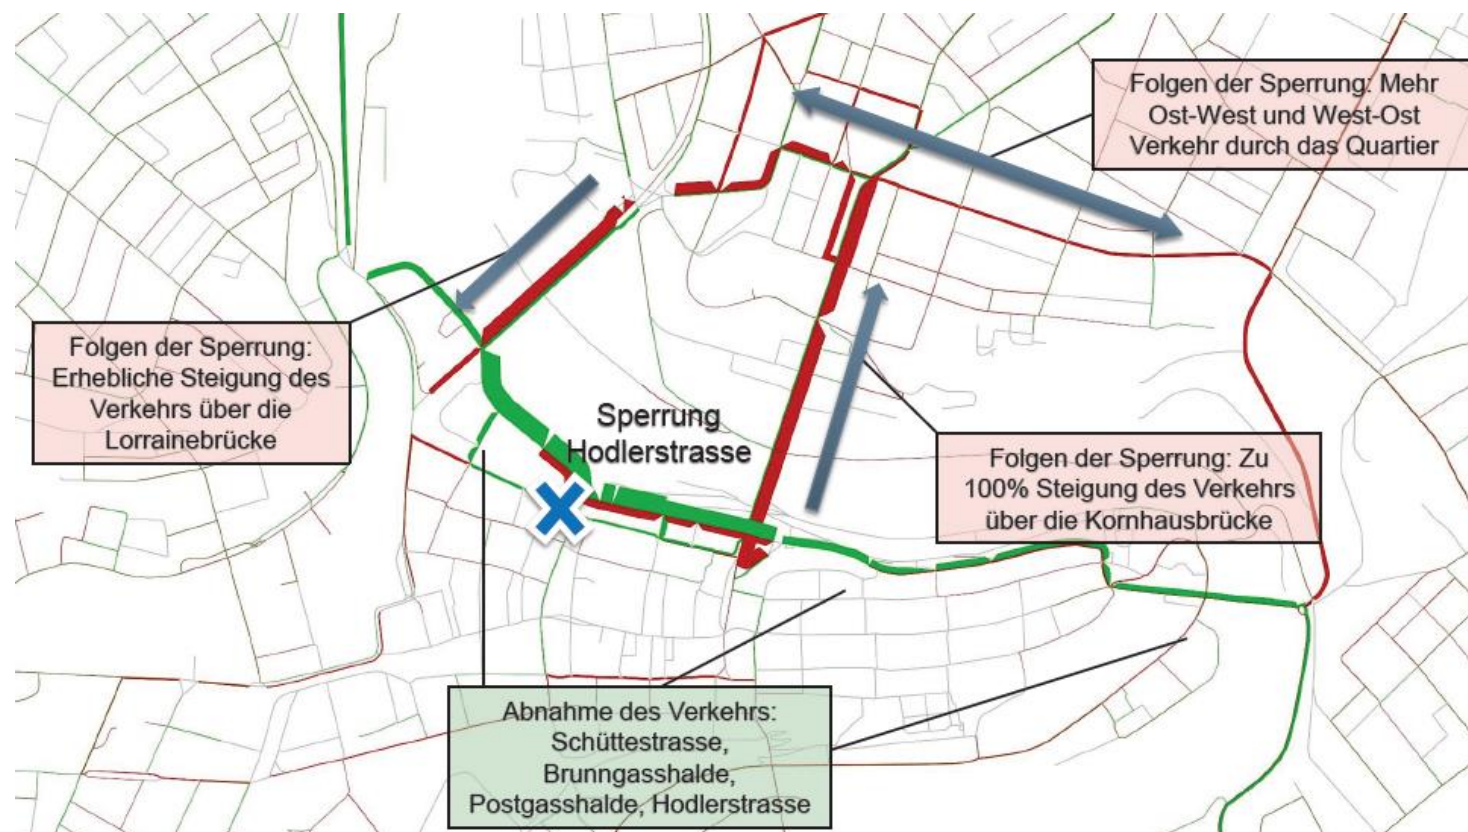 Folgen der Sperrung: Mehr
Ost-West und West-Ost
Verkehr durch das Quartier
Folgen der Sperrung:
Erhebliche Steigung des
Verkehrs über die
Lorrainebrücke
Sperrung
Hodlerstrasse
Folgen der Sperrung: Zu
100% Steigung des Verkehrs
über die Kornhausbrücke
Abnahme des Verkehrs:
Schüttestrasse,
Brunngasshalde,
Postgasshalde, Hodlerstrasse